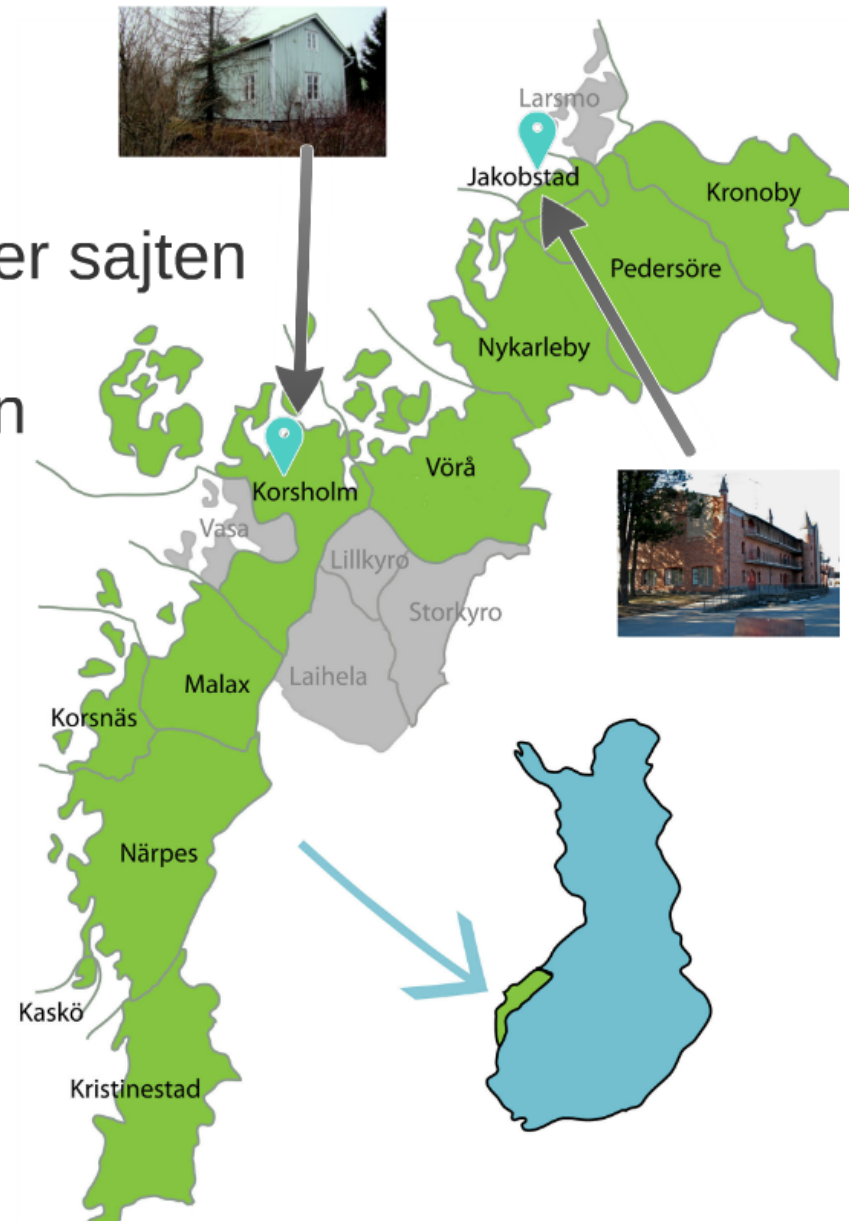 Larsmo
Jakobstad
Kronoby
er sajten
Pedersöre
Nykarleby
n
Vörå
Korsholm
Vasa
Lillkyro
Storkyro
Laihela
Malax
Korsnäs
Närpes
Kaskö
Kristinestad